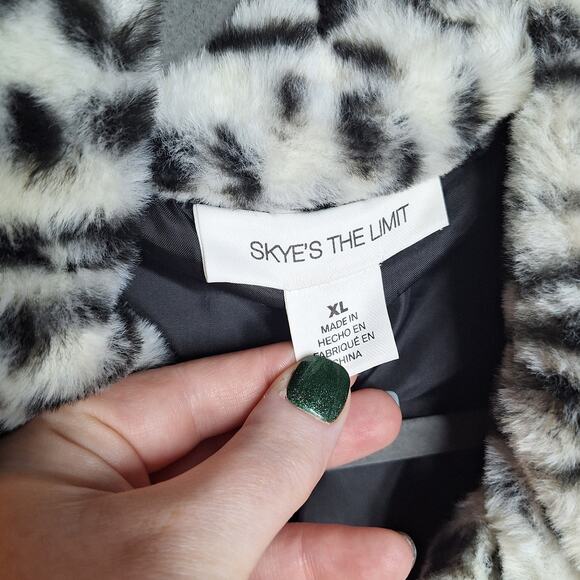 SKYE'S THE LIMIT
XL
MADE IN
HECHO EN
FABRIQUÉ EN
CHINA